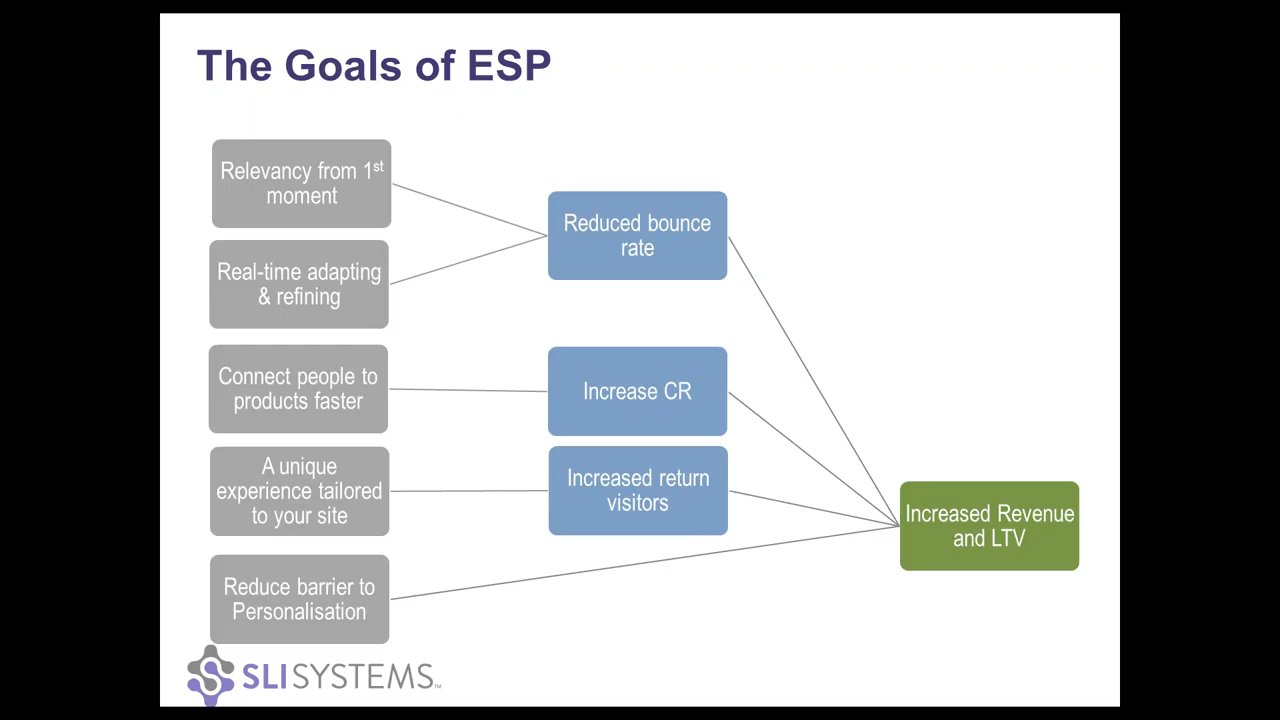 The Goals of ESP
Relevancy from 1st
moment
Real-time adapting
& refining
Connect people to
products faster
A unique
experience tailored
to your site
Reduce barrier to
Personalisation
Reduced bounce
rate
Increase CR
Increased return
visitors
Increased Revenue
and LTV
SLI SYSTEMS™